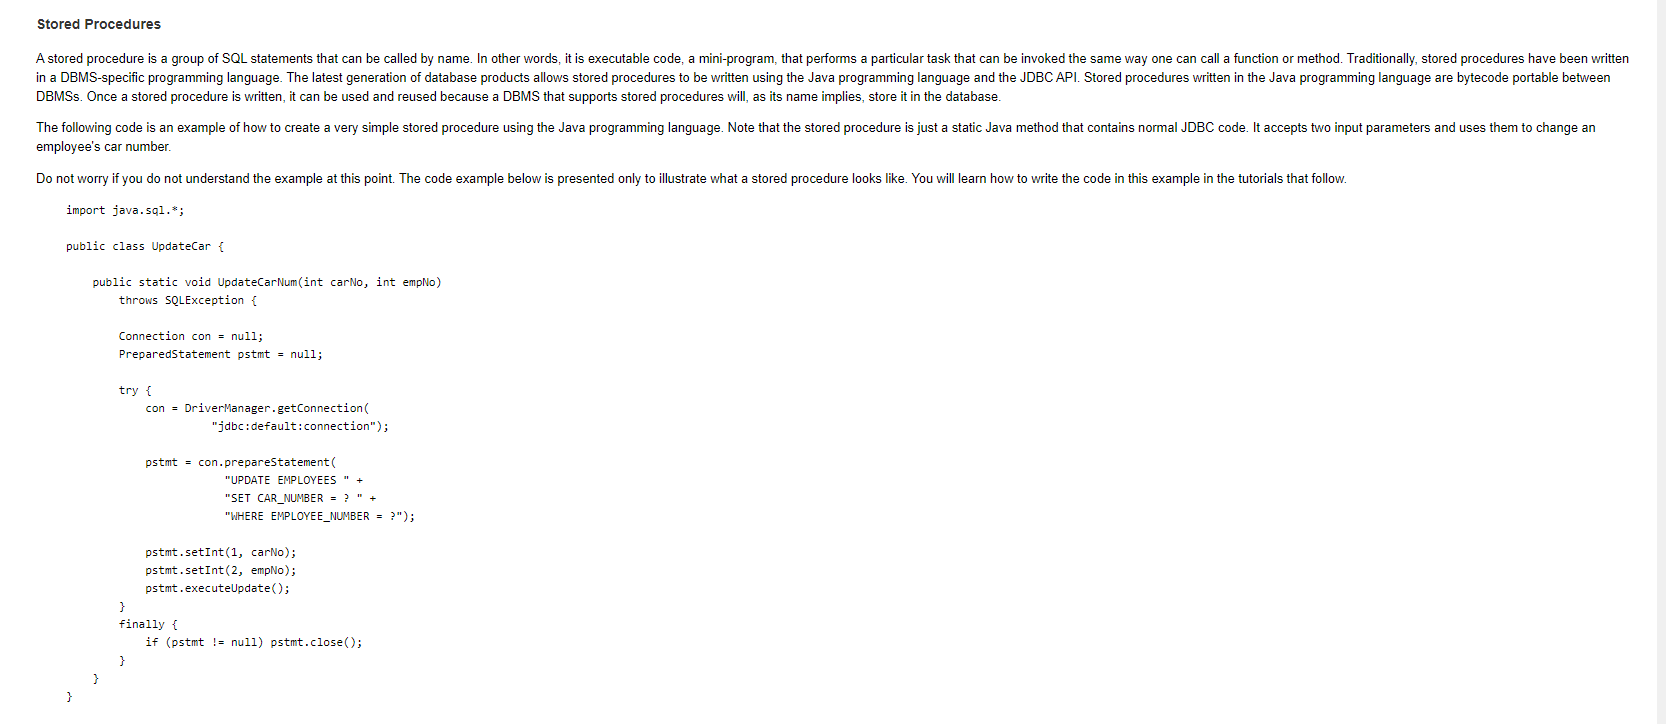 Stored Procedures
A stored procedure is a group of SQL statements that can be called by name. In other words, it is executable code, a mini-program, that performs a particular task that can be invoked the same way one can call a function or method. Traditionally, stored procedures have been written
in a DBMS-specific programming language. The latest generation of database products allows stored procedures to be written using the Java programming language and the JDBC API. Stored procedures written in the Java programming language are bytecode portable between
DBMSs. Once a stored procedure is written, it can be used and reused because a DBMS that supports stored procedures will, as its name implies, store it in the database.
The following code is an example of how to create a very simple stored procedure using the Java programming language. Note that the stored procedure is just a static Java method that contains normal JDBC code. It accepts two input parameters and uses them to change an
employee's car number.
Do not worry if you do not understand the example at this point. The code example below is presented only to illustrate what a stored procedure looks like. You will learn how to write the code in this example in the tutorials that follow.
import java.sql.*;
public class UpdateCar {
public static void UpdateCarNum(int carNo, int empNo)
throws SQLException {
Connection con = null;
PreparedStatement pstmt = null;
try {
con = DriverManager.getConnection(
"jdbc:default:connection");
pstmt = con.prepareStatement(
"UPDATE EMPLOYEES " +
"SET CAR_NUMBER = ? " +
"WHERE EMPLOYEE_NUMBER = ?");
pstmt.setInt(1, carNo);
pstmt.setInt(2, empNo);
pstmt.executeUpdate();
}
finally {
if (pstmt != null) pstmt.close();
}
}
}